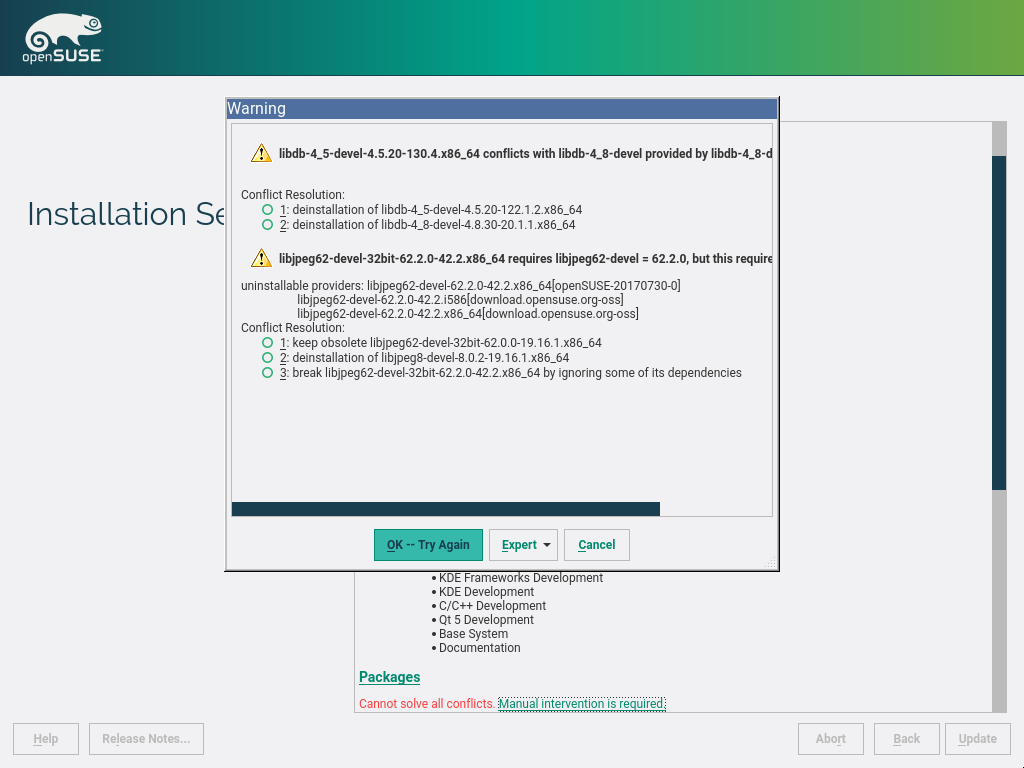 openSUSE
Warning
Installation Se
libdb-4_5-devel-4.5.20-130.4.x86_64 conflicts with libdb-4_8-devel provided by libdb-4_8-d
Conflict Resolution:
1: deinstallation of libdb-4_5-devel-4.5.20-122.1.2.x86_64
2: deinstallation of libdb-4_8-devel-4.8.30-20.1.1.x86_64
libjpeg62-devel-32bit-62.2.0-42.2.x86_64 requires libjpeg62-devel = 62.2.0, but this require
uninstallable providers: libjpeg62-devel-62.2.0-42.2.x86_64[openSUSE-20170730-0]
libjpeg62-devel-62.2.0-42.2.i586[download.opensuse.org-oss]
libjpeg62-devel-62.2.0-42.2.x86_64[download.opensuse.org-oss]
Conflict Resolution:
1: keep obsolete libjpeg62-devel-32bit-62.0.0-19.16.1.x86_64
2: deinstallation of libjpeg8-devel-8.0.2-19.16.1.x86_64
3: break libjpeg62-devel-32bit-62.2.0-42.2.x86_64 by ignoring some of its dependencies
OK -- Try Again Expert Cancel
• KDE Frameworks Development
• KDE Development
• C/C++ Development
• Qt 5 Development
• Base System
• Documentation
Packages
Cannot solve all conflicts. Manual intervention is required.
Help Release Notes... Abort Back Update